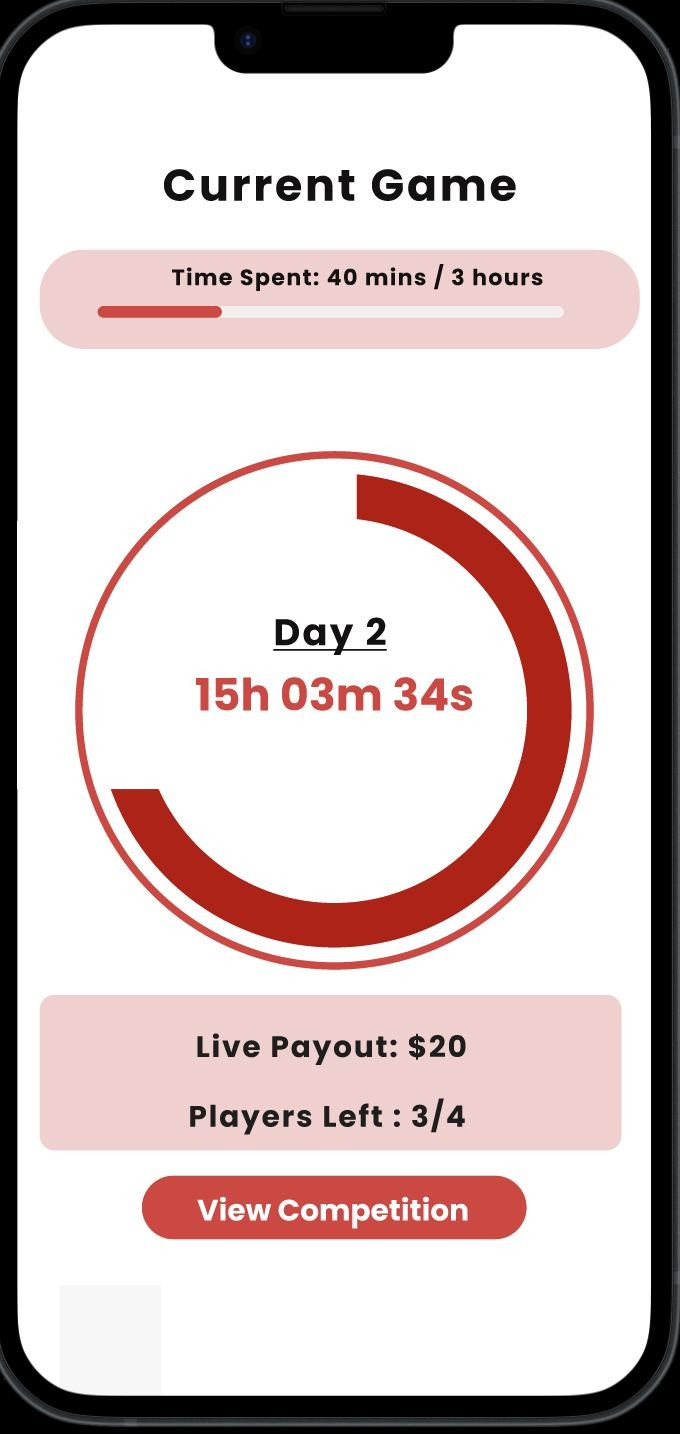 Current Game
Time Spent: 40 mins / 3 hours
Day 2
15h 03m 34s
Live Payout: $20
Players Left : 3/4
View Competition